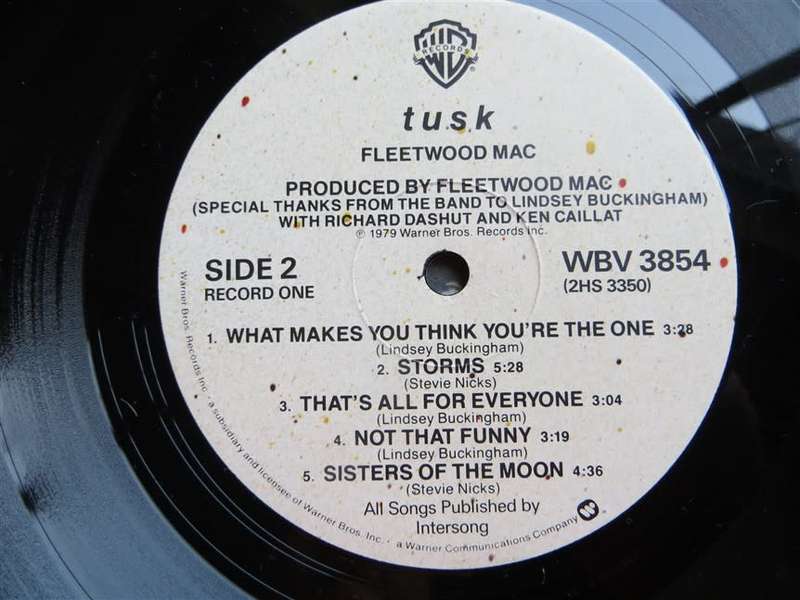 WB RECORDS
tusk
FLEETWOOD MAC
PRODUCED BY FLEETWOOD MAC
(SPECIAL THANKS FROM THE BAND TO LINDSEY BUCKINGHAM)
WITH RICHARD DASHUT AND KEN CAILLAT
℗ 1979 Warner Bros. Records Inc.
SIDE 2
RECORD ONE
WBV 3854
(2HS 3350)
1. WHAT MAKES YOU THINK YOU'RE THE ONE 3:28
(Lindsey Buckingham)
2. STORMS 5:28
(Stevie Nicks)
3. THAT'S ALL FOR EVERYONE 3:04
(Lindsey Buckingham)
4. NOT THAT FUNNY 3:19
(Lindsey Buckingham)
5. SISTERS OF THE MOON 4:36
(Stevie Nicks)
All Songs Published by
Intersong
Warner Bros. Records Inc. • a subsidiary and licensee of Warner Bros. Inc. • a Warner Communications Company